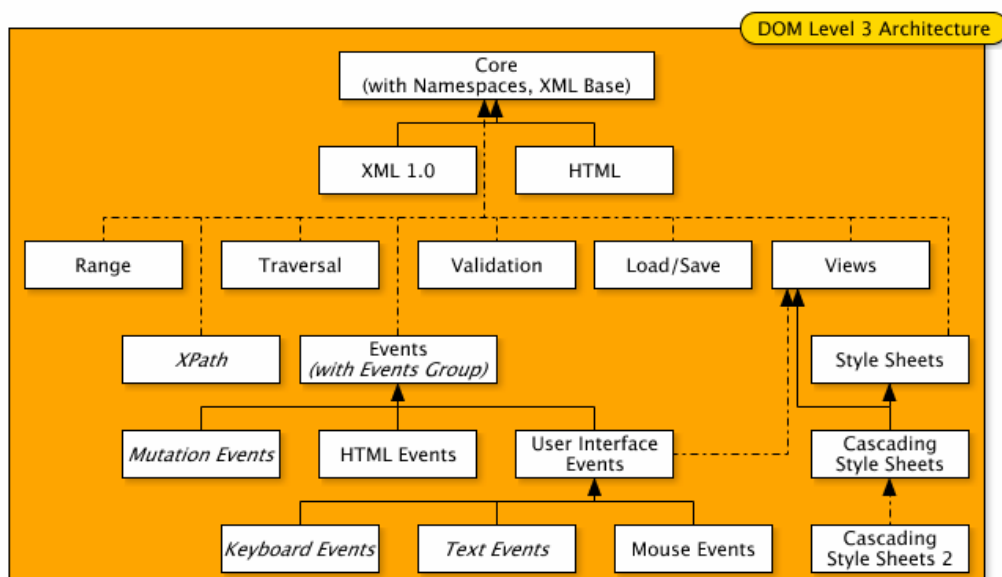 DOM Level 3 Architecture
Core
(with Namespaces, XML Base)
XML 1.0
HTML
Range
Traversal
Validation
Load/Save
Views
XPath
Events
(with Events Group)
Style Sheets
Mutation Events
HTML Events
User Interface
Events
Cascading
Style Sheets
Keyboard Events
Text Events
Mouse Events
Cascading
Style Sheets 2